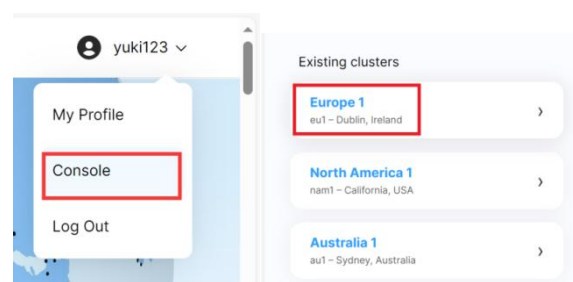 yuki123
My Profile
Console
Log Out
Existing clusters
Europe 1
eu1 – Dublin, Ireland
North America 1
nam1 – California, USA
Australia 1
au1 – Sydney, Australia